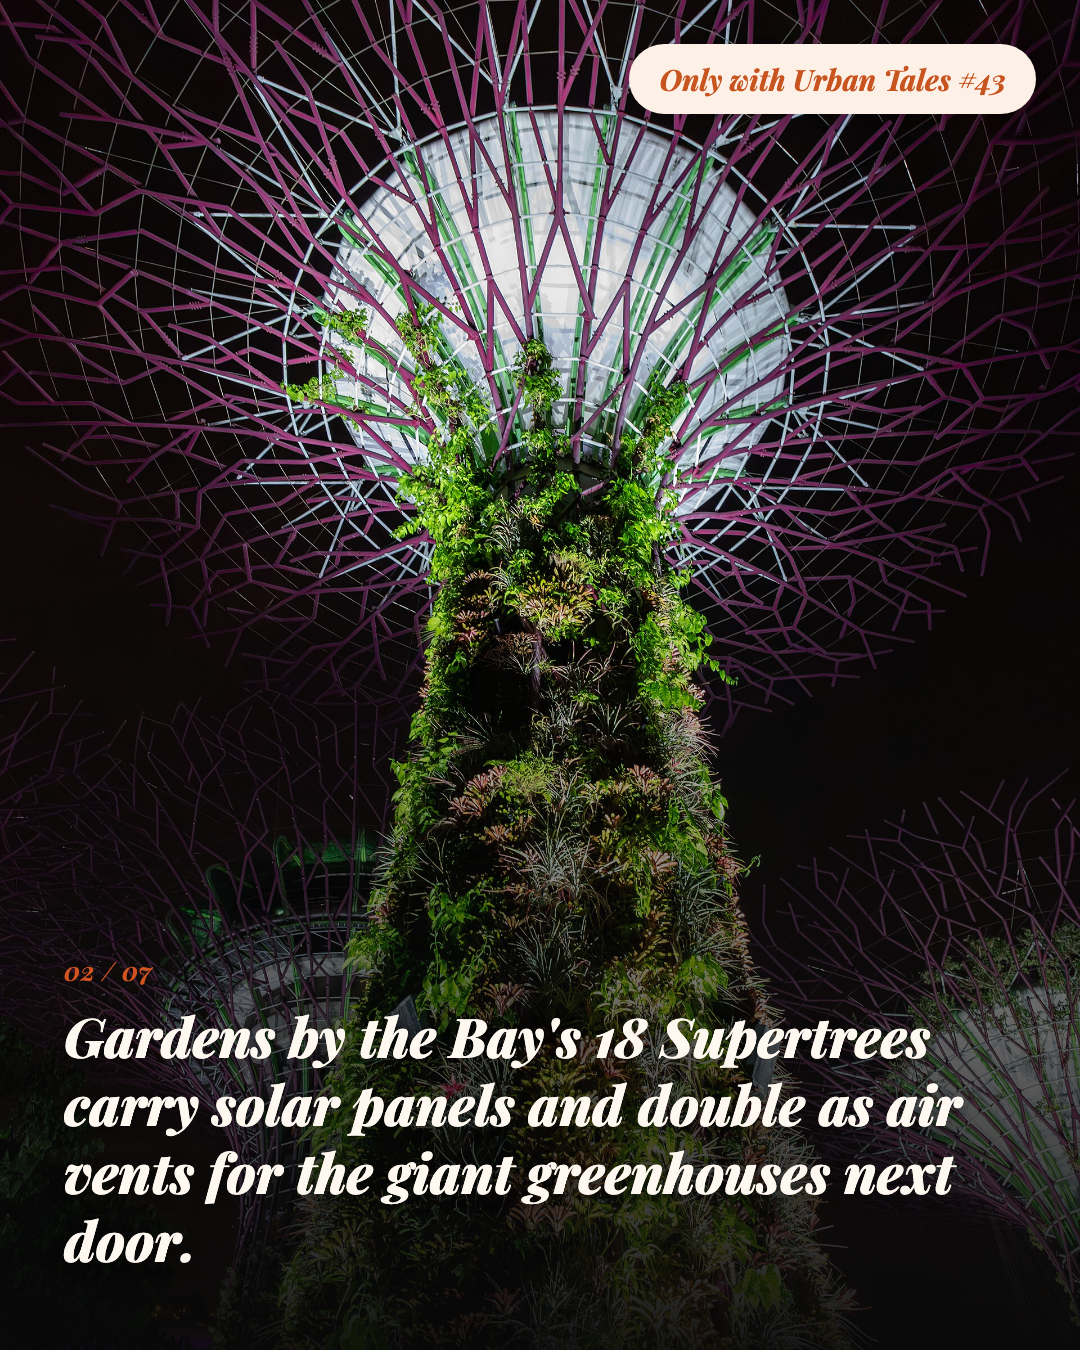 Only with Urban Tales #43
02 / 07
Gardens by the Bay's 18 Supertrees
carry solar panels and double as air
vents for the giant greenhouses next
door.